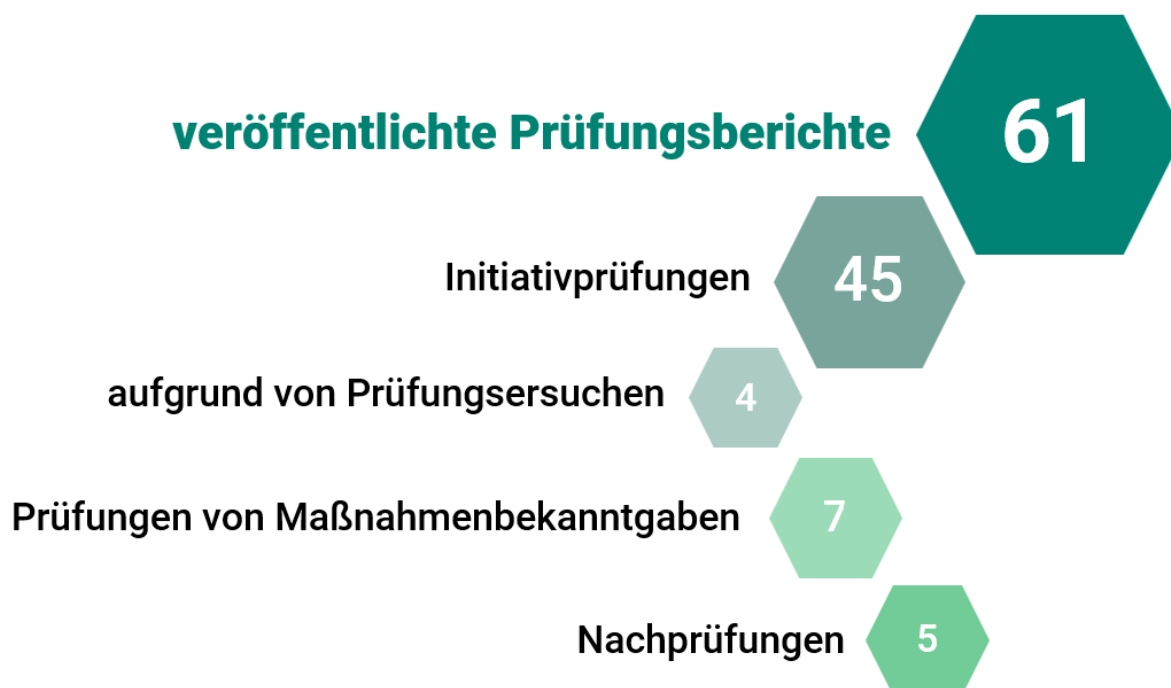 veröffentlichte Prüfungsberichte 61
Initiativprüfungen 45
aufgrund von Prüfungsersuchen 4
Prüfungen von Maßnahmenbekanntgaben 7
Nachprüfungen 5